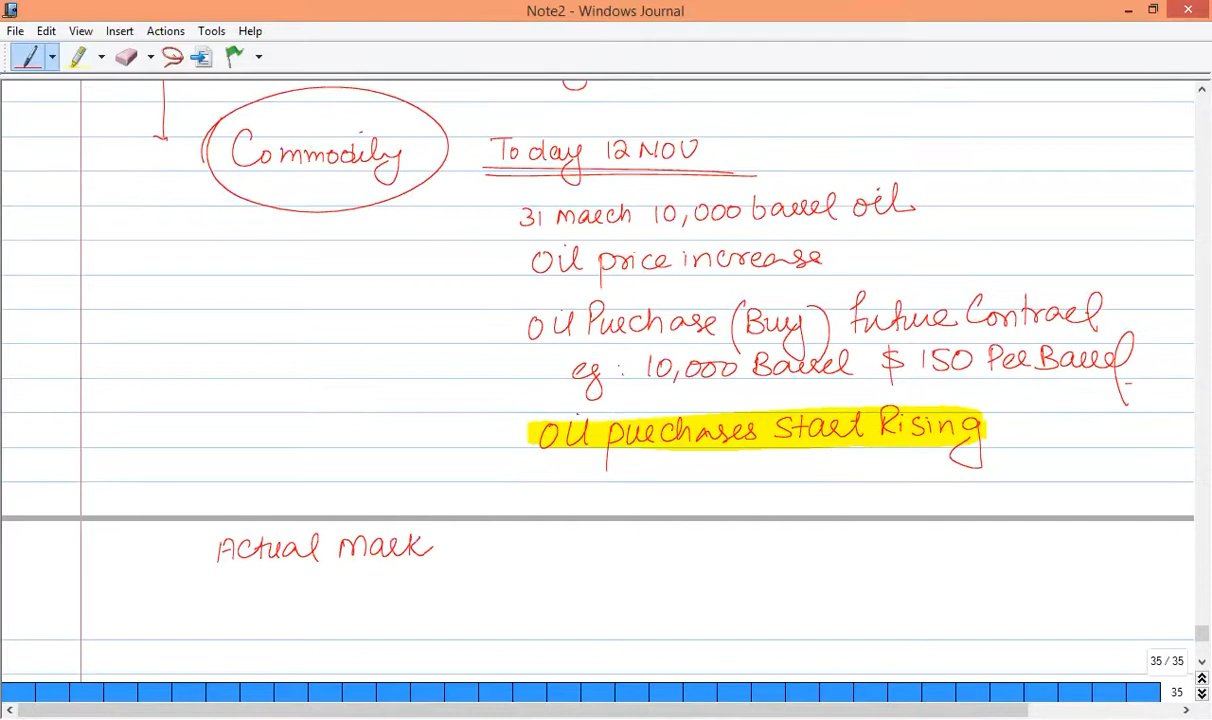 Note2 - Windows Journal
File Edit View Insert Actions Tools Help
Commodity
Today 12 NOV
31 march 10,000 barrel oil
Oil price increase
Oil Purchase (Buy) future Contract
eg: 10,000 Barrel $ 150 Per Barrel
Oil purchases Start Rising
Actual Mark
35 / 35
35